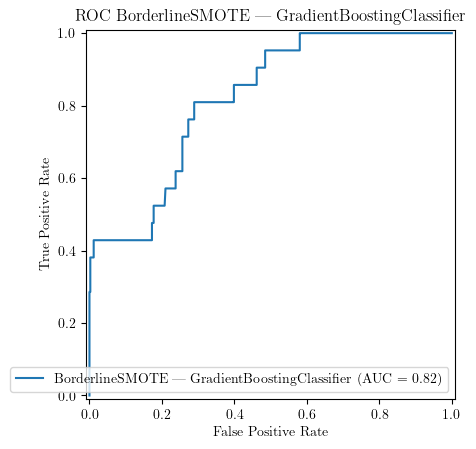 ROC BorderlineSMOTE — GradientBoostingClassifier
1.0
0.8
0.6
0.4
0.2
0.0
True Positive Rate
BorderlineSMOTE — GradientBoostingClassifier (AUC = 0.82)
0.0 0.2 0.4 0.6 0.8 1.0
False Positive Rate